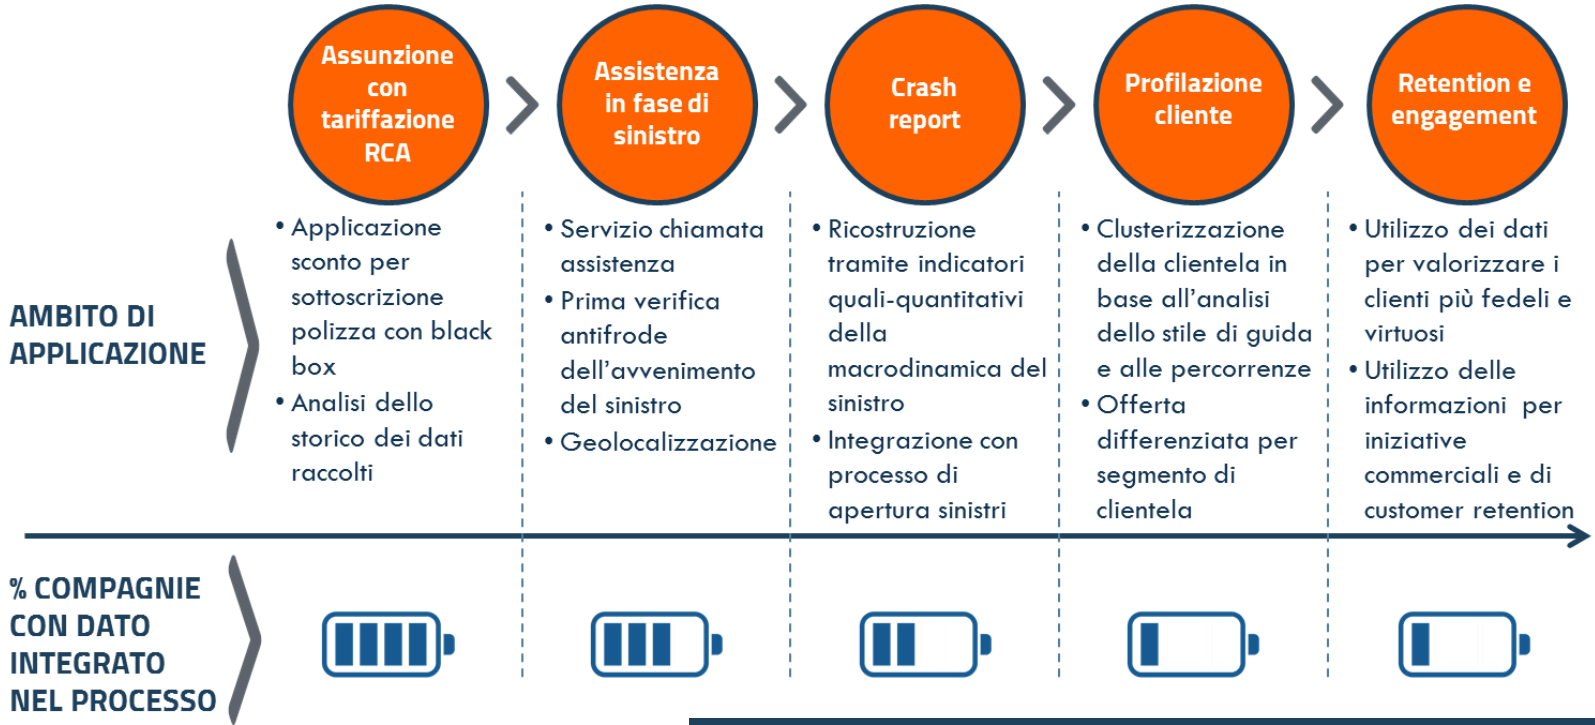 Assunzione
con
tariffazione
RCA
Assistenza
in fase di
sinistro
Crash
report
Profilazione
cliente
Retention e
engagement
AMBITO DI
APPLICAZIONE
• Applicazione
sconto per
sottoscrizione
polizza con black
box
• Analisi dello
storico dei dati
raccolti
• Servizio chiamata
assistenza
• Prima verifica
antifrode
dell'avvenimento
del sinistro
• Geolocalizzazione
• Ricostruzione
tramite indicatori
quali-quantitativi
della
macrodinamica del
sinistro
• Integrazione con
processo di
apertura sinistri
• Clusterizzazione
della clientela in
base all'analisi
dello stile di guida
e alle percorrenze
• Offerta
differenziata per
segmento di
clientela
• Utilizzo dei dati
per valorizzare i
clienti più fedeli e
virtuosi
• Utilizzo delle
informazioni per
iniziative
commerciali e di
customer retention
% COMPAGNIE
CON DATO
INTEGRATO
NEL PROCESSO